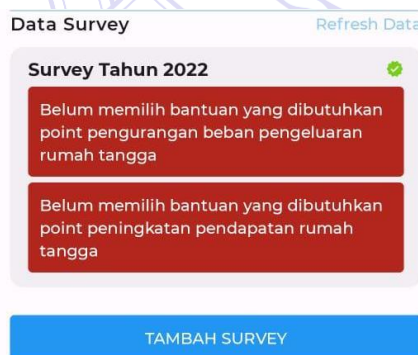 Data Survey Refresh Data
Survey Tahun 2022
Belum memilih bantuan yang dibutuhkan
point pengurangan beban pengeluaran
rumah tangga
Belum memilih bantuan yang dibutuhkan
point peningkatan pendapatan rumah
tangga
TAMBAH SURVEY